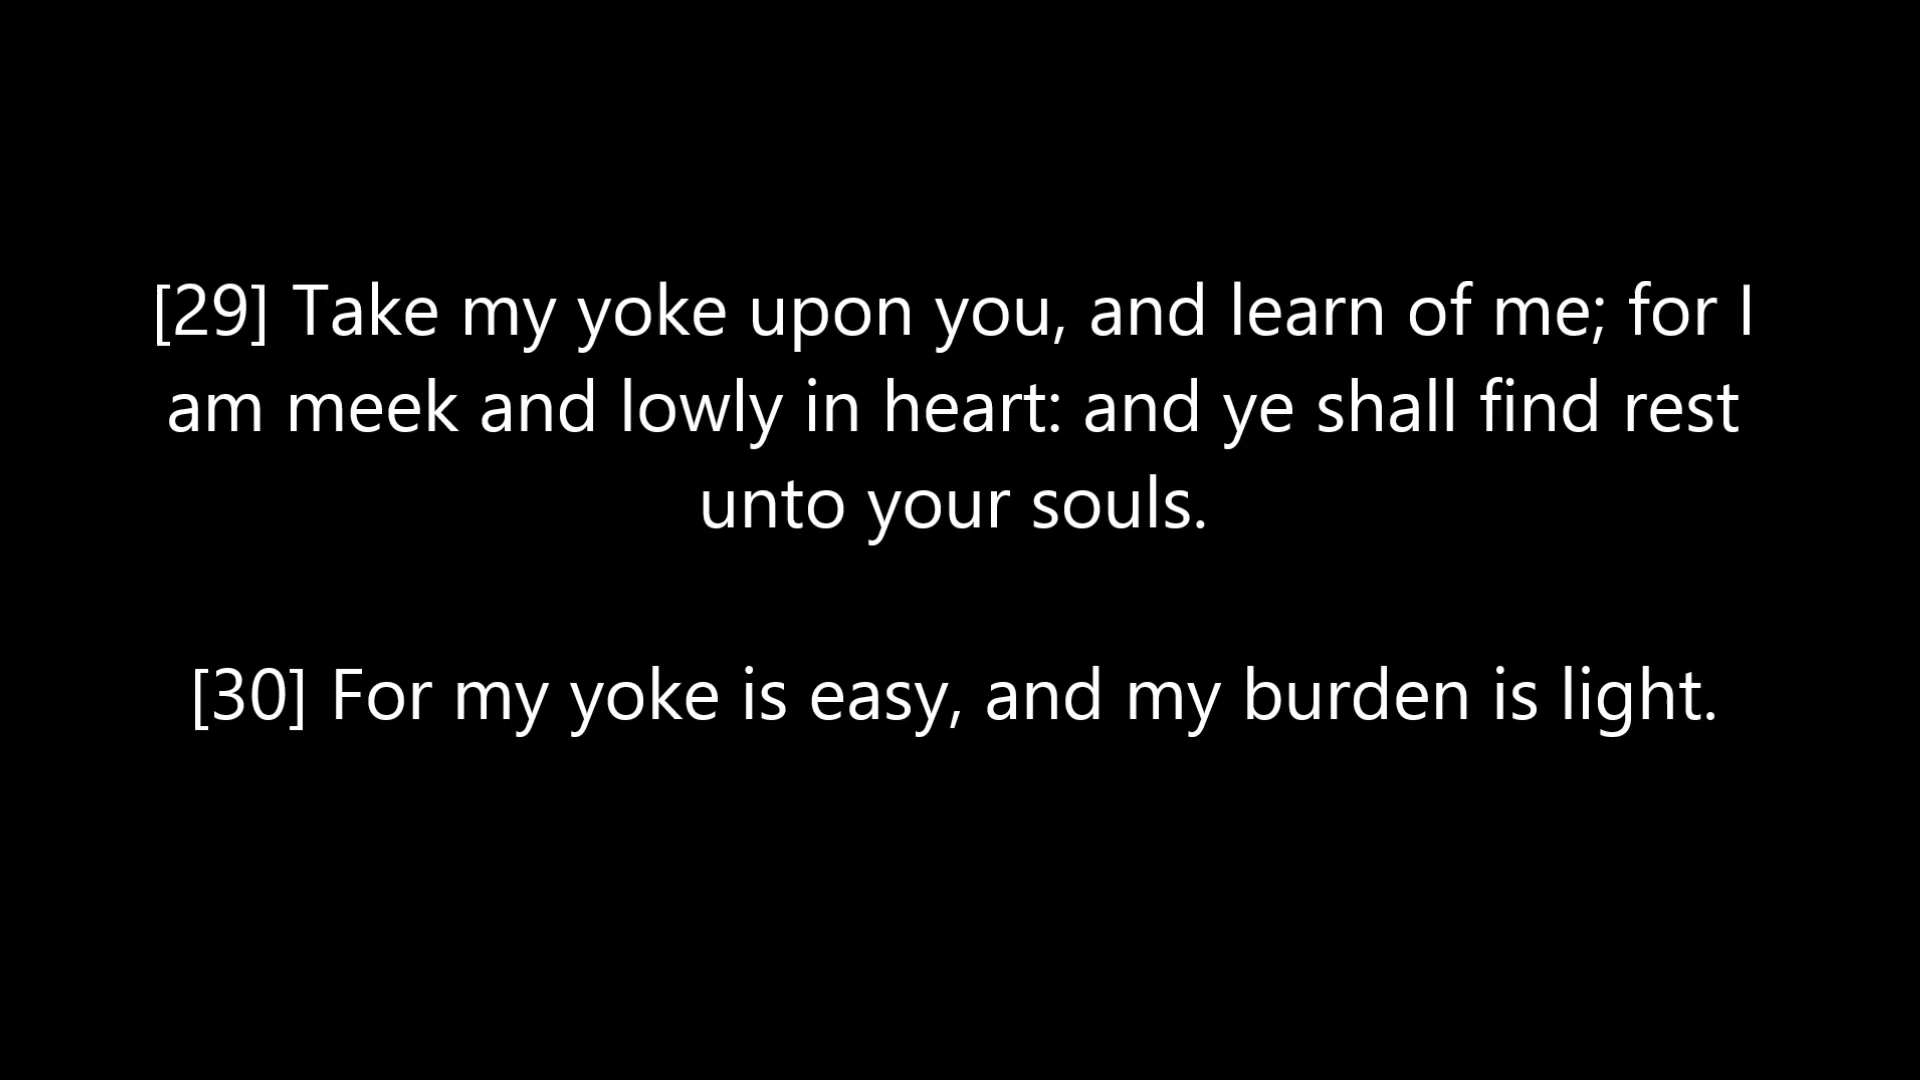 [29] Take my yoke upon you, and learn of me; for I
am meek and lowly in heart: and ye shall find rest
unto your souls.
[30] For my yoke is easy, and my burden is light.